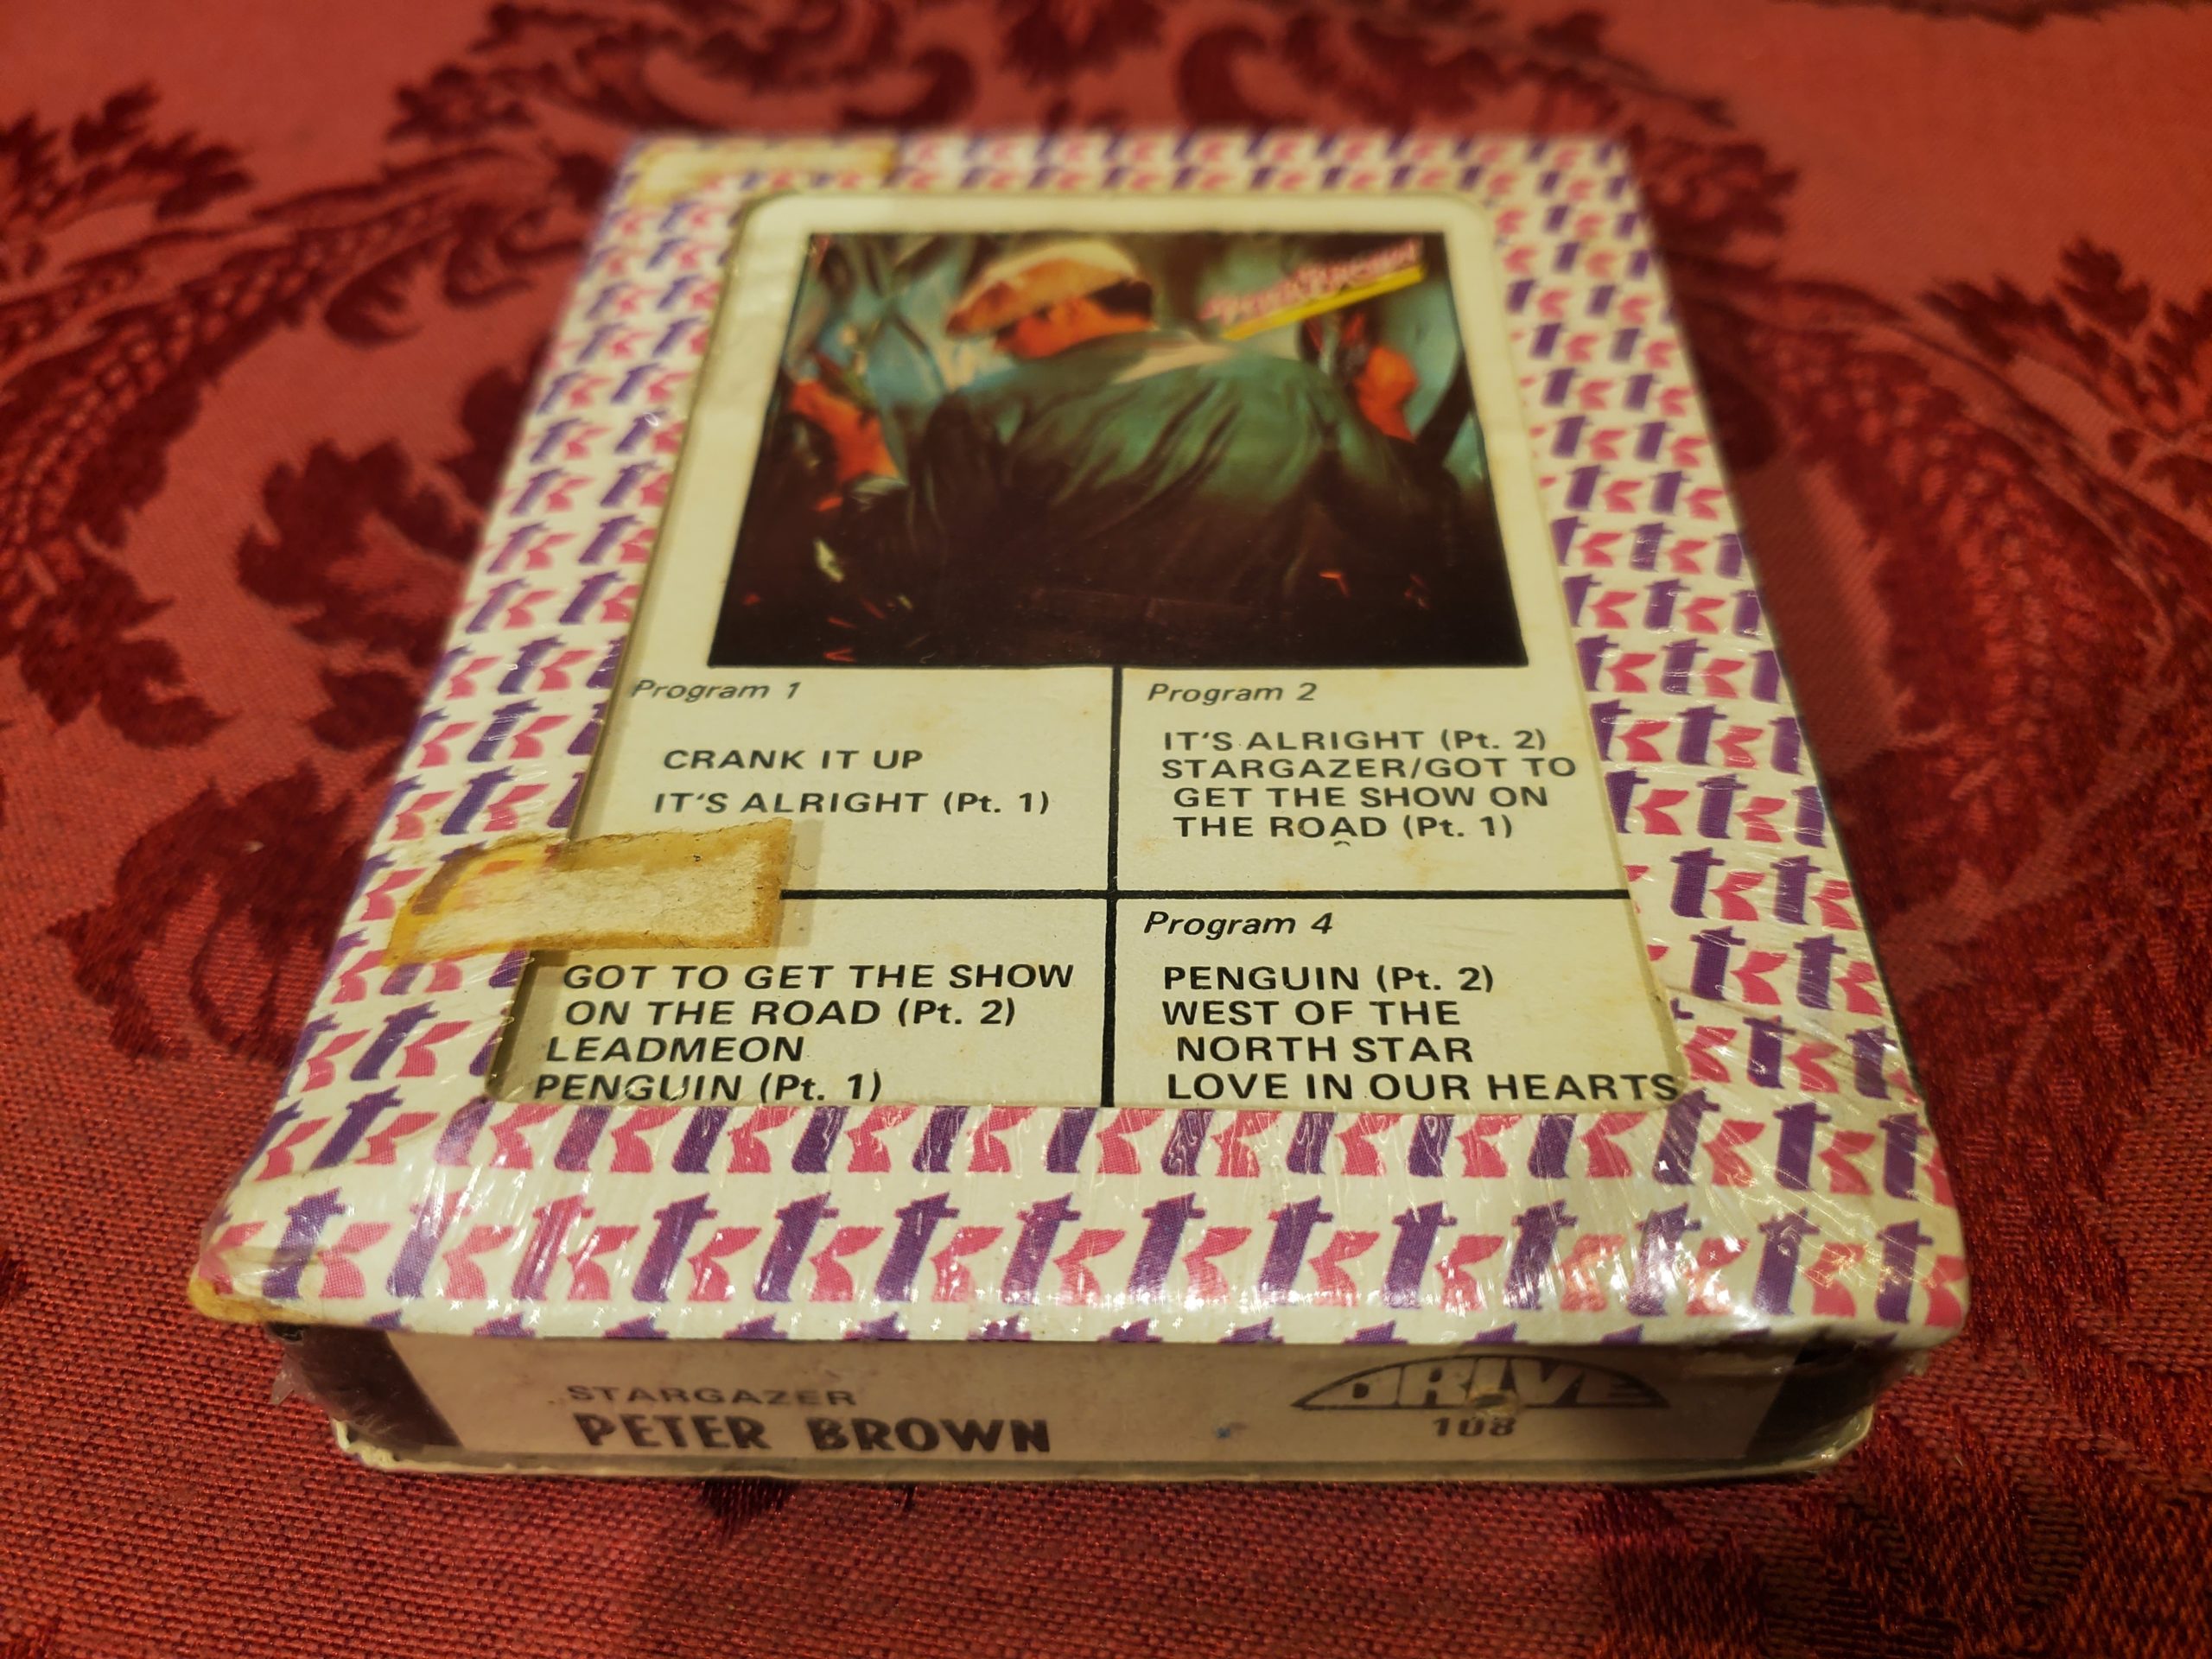 Peter Brown
Program 1
CRANK IT UP
IT'S ALRIGHT (Pt. 1)
Program 2
IT'S ALRIGHT (Pt. 2)
STARGAZER/GOT TO
GET THE SHOW ON
THE ROAD (Pt. 1)
GOT TO GET THE SHOW
ON THE ROAD (Pt. 2)
LEADMEON
PENGUIN (Pt. 1)
Program 4
PENGUIN (Pt. 2)
WEST OF THE
NORTH STAR
LOVE IN OUR HEARTS
STARGAZER
PETER BROWN
DRIVE
108